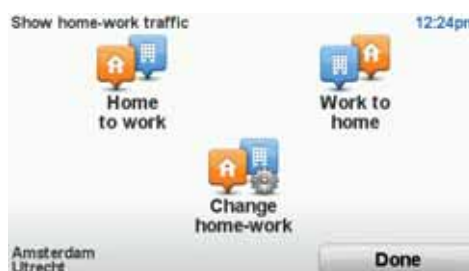 Show home-work traffic
12:24pm
Home
to work
Work to
home
Change
home-work
Amsterdam
Utrecht
Done